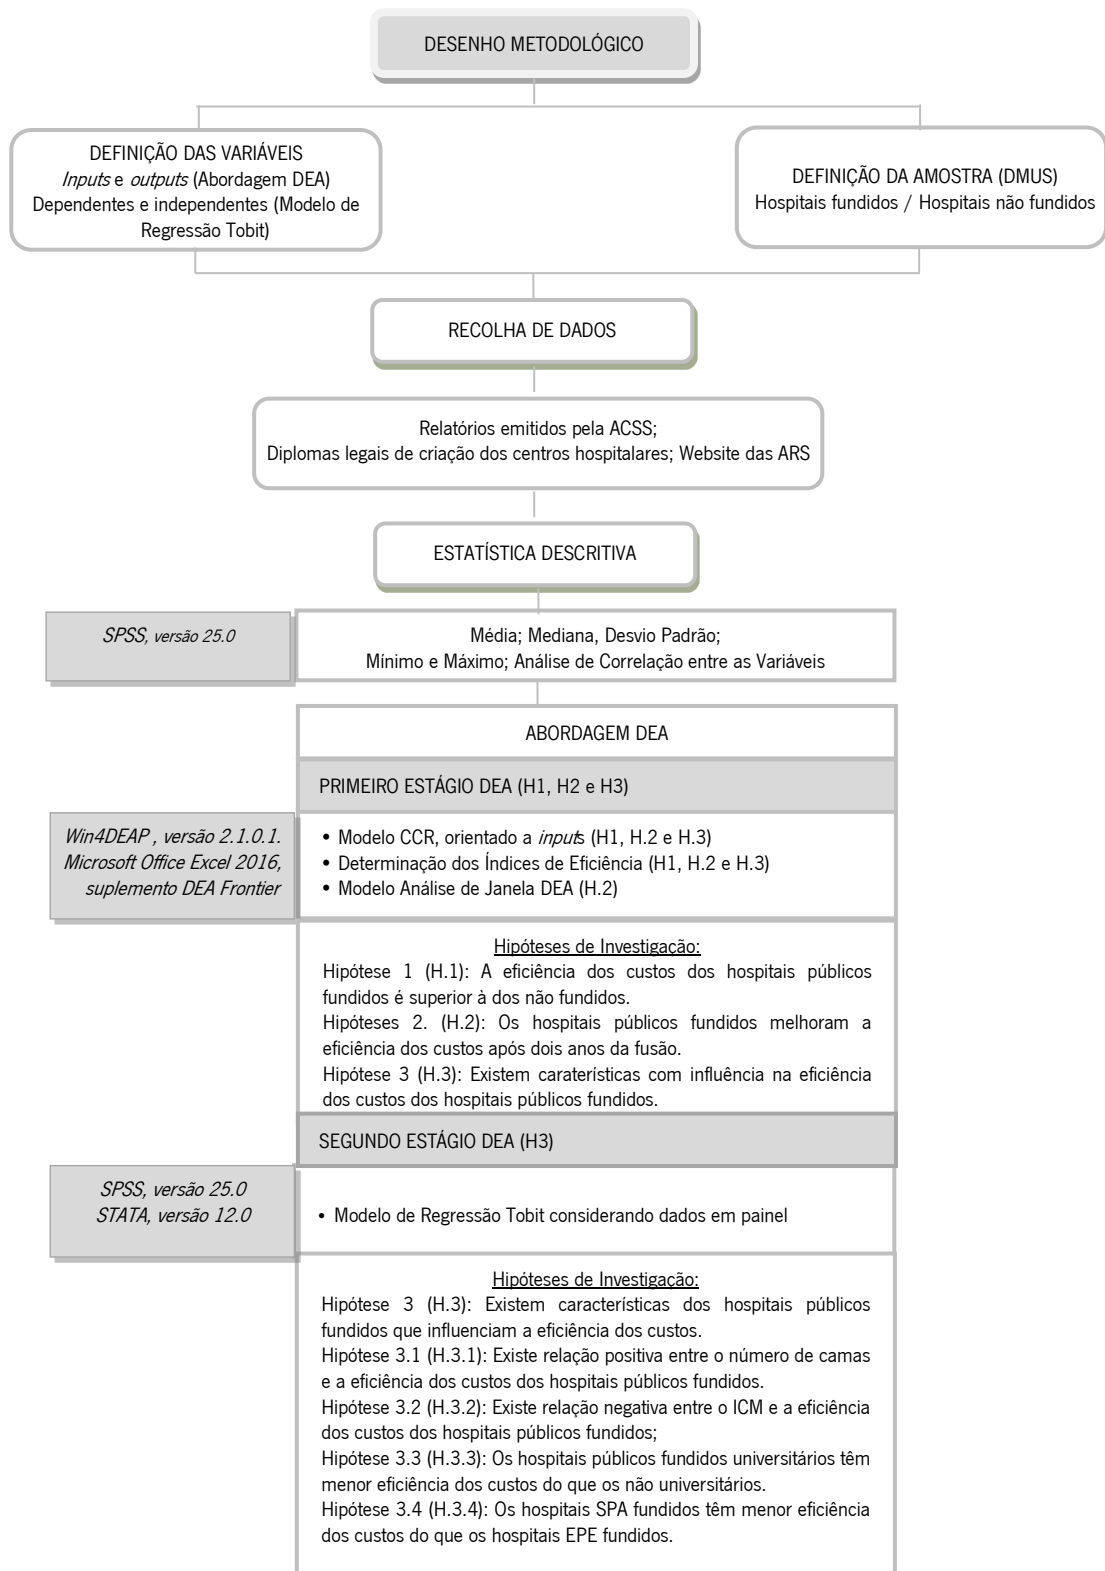 DESENHO METODOLÓGICO
DEFINIÇÃO DAS VARIÁVEIS
Inputs e outputs (Abordagem DEA)
Dependentes e independentes (Modelo de
Regressão Tobit)
DEFINIÇÃO DA AMOSTRA (DMUS)
Hospitais fundidos / Hospitais não fundidos
RECOLHA DE DADOS
Relatórios emitidos pela ACSS;
Diplomas legais de criação dos centros hospitalares; Website das ARS
ESTATÍSTICA DESCRITIVA
SPSS, versão 25.0
Média; Mediana, Desvio Padrão;
Mínimo e Máximo; Análise de Correlação entre as Variáveis
ABORDAGEM DEA
PRIMEIRO ESTÁGIO DEA (H1, H2 e H3)
Win4DEAP , versão 2.1.0.1.
Microsoft Office Excel 2016,
suplemento DEA Frontier
• Modelo CCR, orientado a inputs (H1, H.2 e H.3)
• Determinação dos Índices de Eficiência (H1, H.2 e H.3)
• Modelo Análise de Janela DEA (H.2)
Hipóteses de Investigação:
Hipótese 1 (H.1): A eficiência dos custos dos hospitais públicos
fundidos é superior à dos não fundidos.
Hipóteses 2. (H.2): Os hospitais públicos fundidos melhoram a
eficiência dos custos após dois anos da fusão.
Hipótese 3 (H.3): Existem caraterísticas com influência na eficiência
dos custos dos hospitais públicos fundidos.
SEGUNDO ESTÁGIO DEA (H3)
SPSS, versão 25.0
STATA, versão 12.0
• Modelo de Regressão Tobit considerando dados em painel
Hipóteses de Investigação:
Hipótese 3 (H.3): Existem características dos hospitais públicos
fundidos que influenciam a eficiência dos custos.
Hipótese 3.1 (H.3.1): Existe relação positiva entre o número de camas
e a eficiência dos custos dos hospitais públicos fundidos.
Hipótese 3.2 (H.3.2): Existe relação negativa entre o ICM e a eficiência
dos custos dos hospitais públicos fundidos;
Hipótese 3.3 (H.3.3): Os hospitais públicos fundidos universitários têm
menor eficiência dos custos do que os não universitários.
Hipótese 3.4 (H.3.4): Os hospitais SPA fundidos têm menor eficiência
dos custos do que os hospitais EPE fundidos.